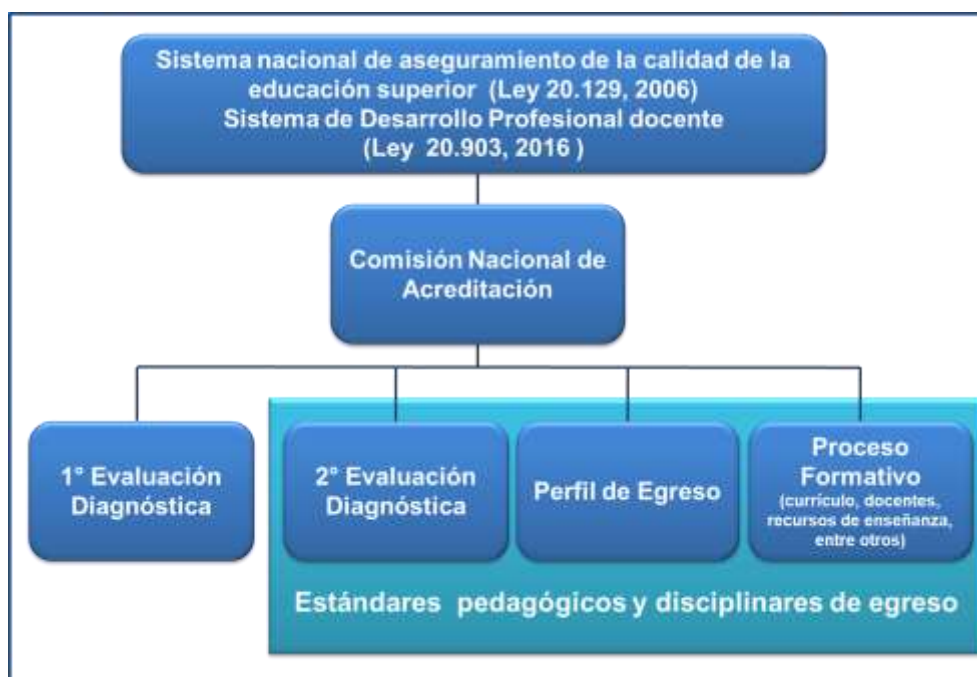 Sistema nacional de aseguramiento de la calidad de la
educación superior (Ley 20.129, 2006)
Sistema de Desarrollo Profesional docente
(Ley 20.903, 2016 )
Comisión Nacional de
Acreditación
1° Evaluación
Diagnóstica
2° Evaluación
Diagnóstica
Perfil de Egreso
Proceso
Formativo
(currículo, docentes,
recursos de enseñanza,
entre otros)
Estándares pedagógicos y disciplinares de egreso